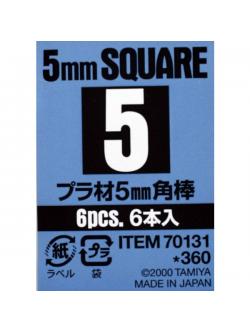 5mm SQUARE
5
プラ材5mm角棒
6pcs. 6本入
紙 プラ ITEM 70131
ラベル 袋 *360
©2000 TAMIYA
MADE IN JAPAN